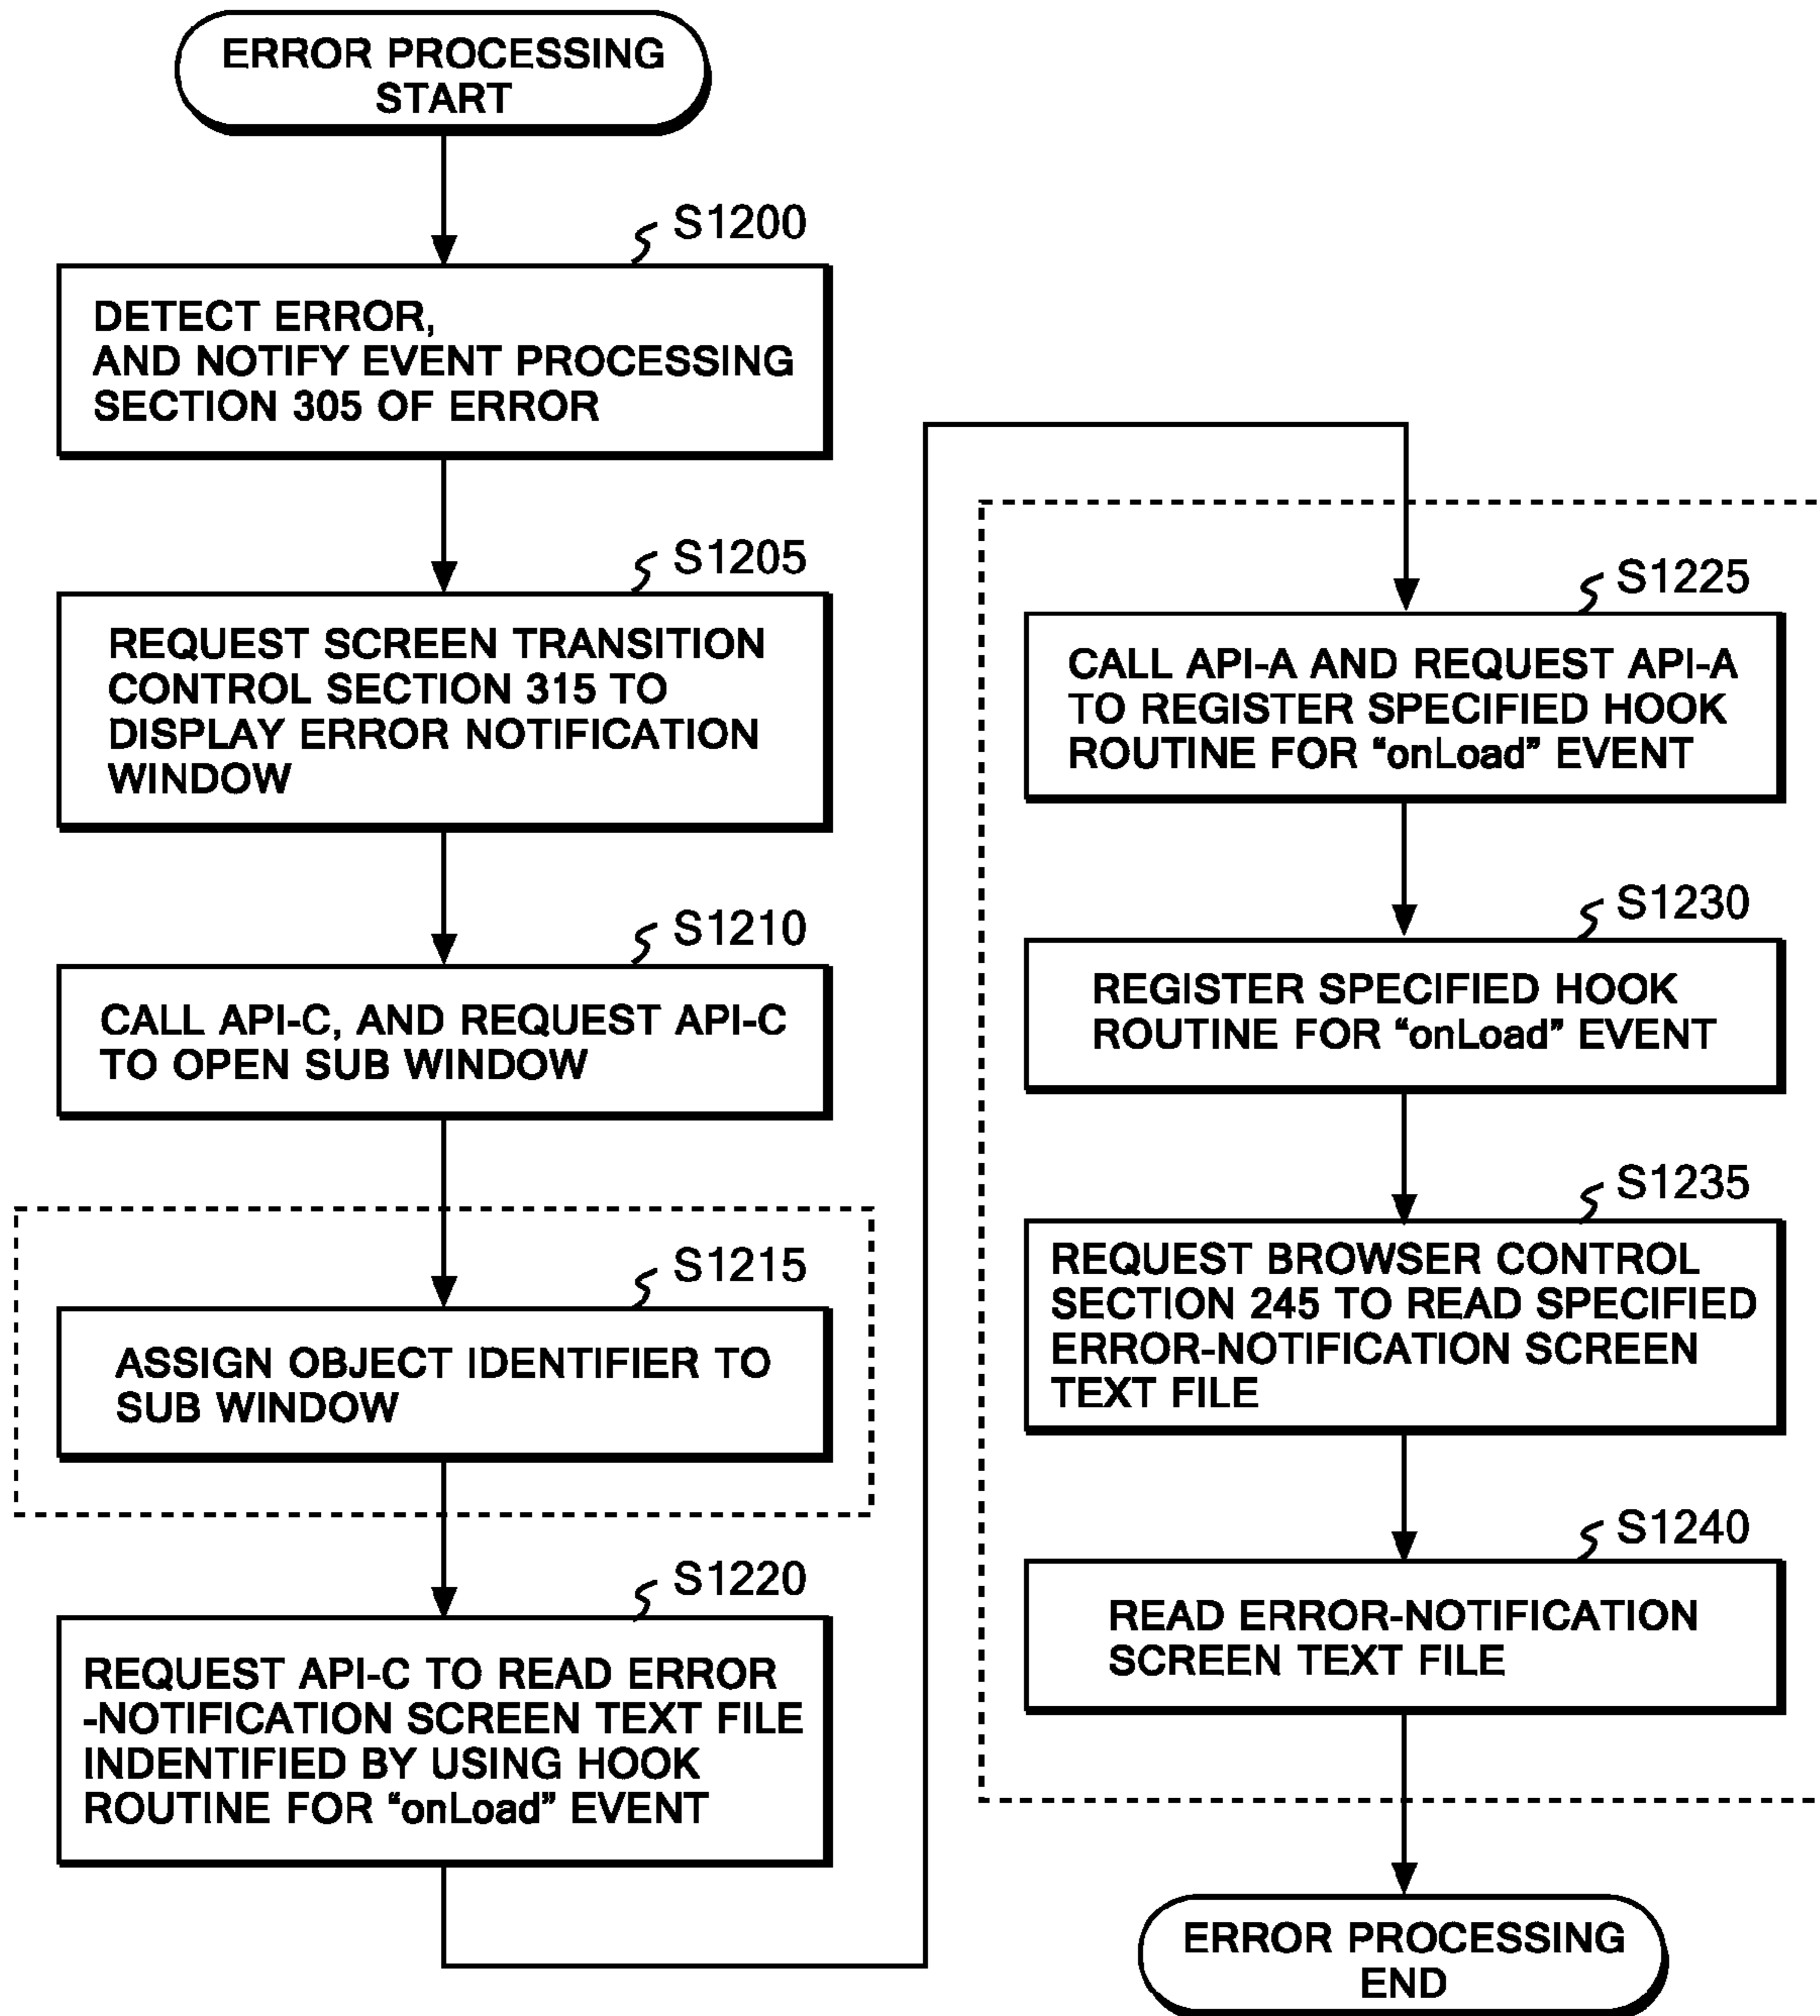 ERROR PROCESSING
START
S1200
DETECT ERROR,
AND NOTIFY EVENT PROCESSING
SECTION 305 OF ERROR
S1205
REQUEST SCREEN TRANSITION
CONTROL SECTION 315 TO
DISPLAY ERROR NOTIFICATION
WINDOW
S1210
CALL API-C, AND REQUEST API-C
TO OPEN SUB WINDOW
S1215
ASSIGN OBJECT IDENTIFIER TO
SUB WINDOW
S1220
REQUEST API-C TO READ ERROR
-NOTIFICATION SCREEN TEXT FILE
INDENTIFIED BY USING HOOK
ROUTINE FOR “onLoad” EVENT
S1225
CALL API-A AND REQUEST API-A
TO REGISTER SPECIFIED HOOK
ROUTINE FOR “onLoad” EVENT
S1230
REGISTER SPECIFIED HOOK
ROUTINE FOR “onLoad” EVENT
S1235
REQUEST BROWSER CONTROL
SECTION 245 TO READ SPECIFIED
ERROR-NOTIFICATION SCREEN
TEXT FILE
S1240
READ ERROR-NOTIFICATION
SCREEN TEXT FILE
ERROR PROCESSING
END